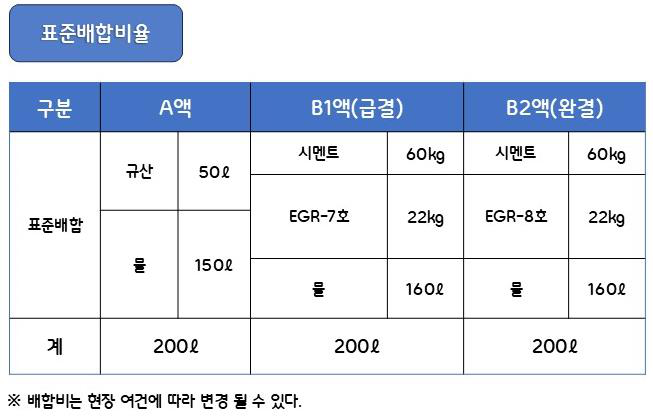 표준배합비율
구분 A액 B1액(급결) B2액(완결)
표준배합
규산 50ℓ
물 150ℓ
시멘트 60kg
EGR-7호 22kg
물 160ℓ
시멘트 60kg
EGR-8호 22kg
물 160ℓ
계 200ℓ 200ℓ 200ℓ
※ 배합비는 현장 여건에 따라 변경 될 수 있다.